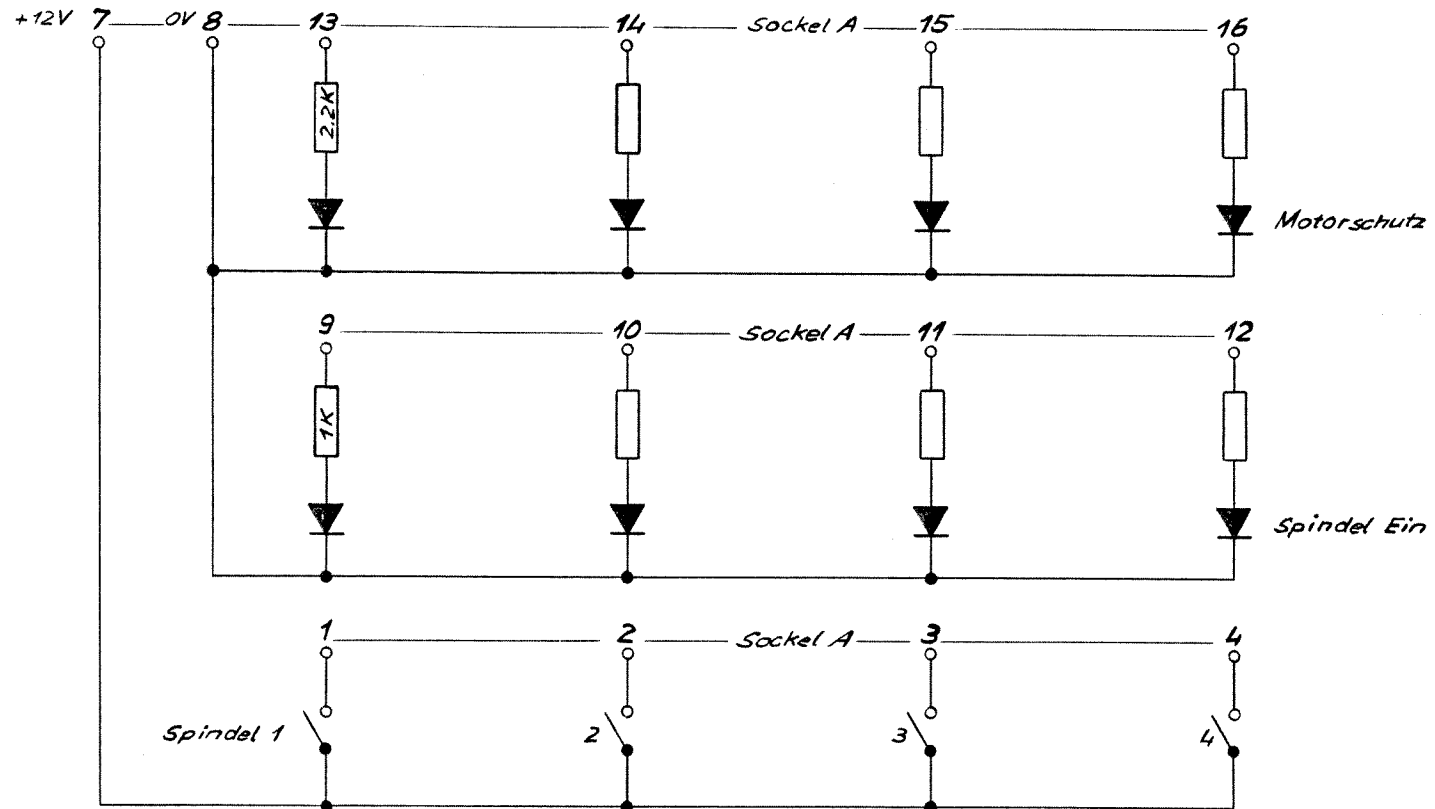 +12V 7 0V 8 13 14 Sockel A 15 16
2.2K
Motorschutz
9 10 Sockel A 11 12
1K
Spindel Ein
1 2 Sockel A 3 4
Spindel 1 2 3 4